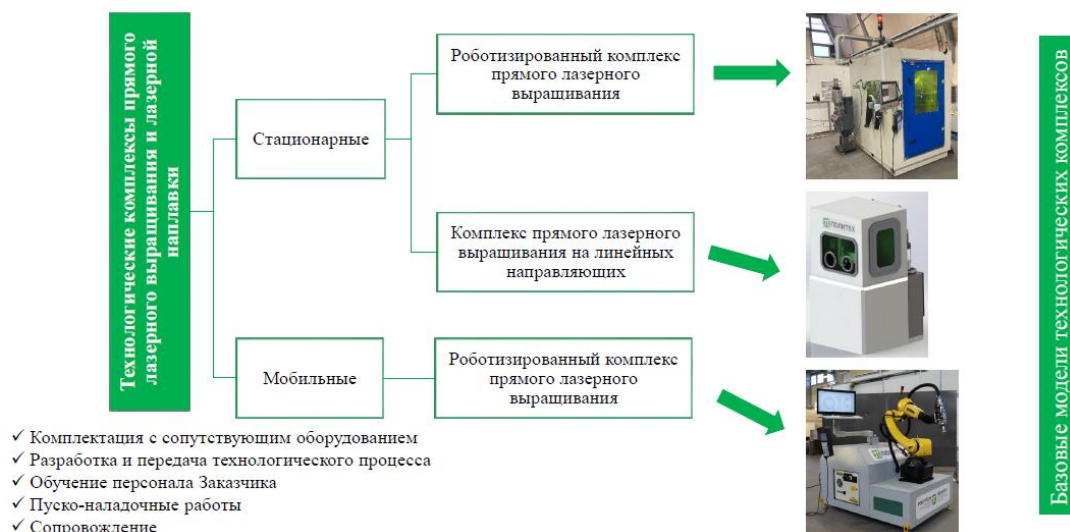 Технологические комплексы прямого
лазерного выращивания и лазерной
наплавки
Стационарные
Мобильные
Роботизированный комплекс
прямого лазерного
выращивания
Комплекс прямого лазерного
выращивания на линейных
направляющих
Роботизированный комплекс
прямого лазерного
выращивания
ПОЛИТЕХ
Базовые модели технологических комплексов
✓ Комплектация с сопутствующим оборудованием
✓ Разработка и передача технологического процесса
✓ Обучение персонала Заказчика
✓ Пуско-наладочные работы
✓ Сопровождение